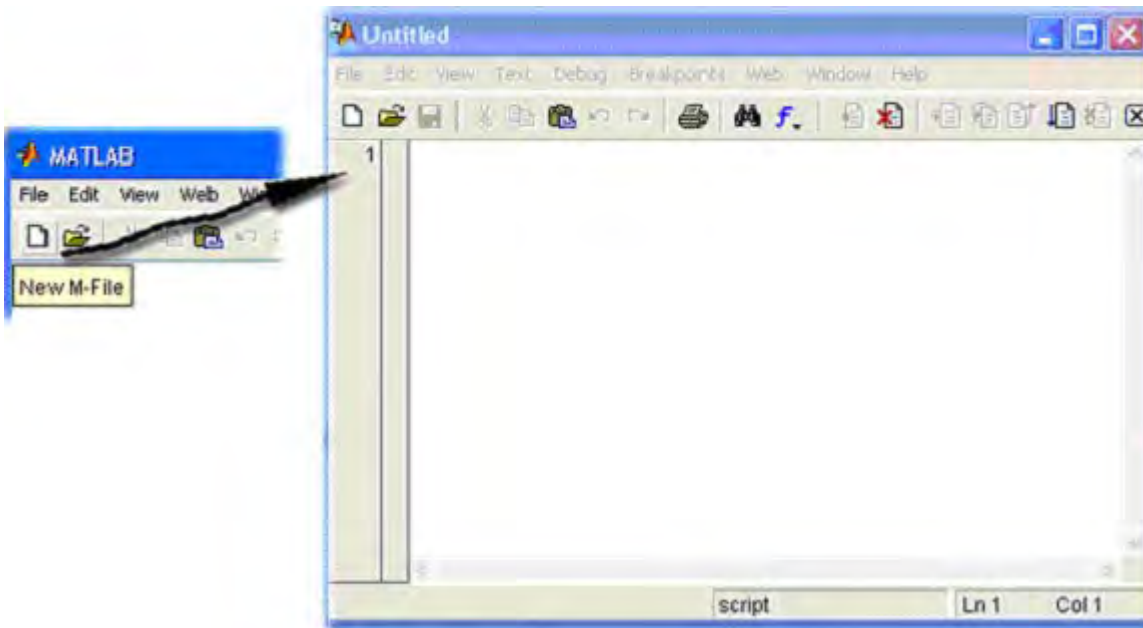 MATLAB
File Edit View Web
New M-File
Untitled
File Edit View Text Debug Breakpoints Web Window Help
1
script Ln 1 Col 1